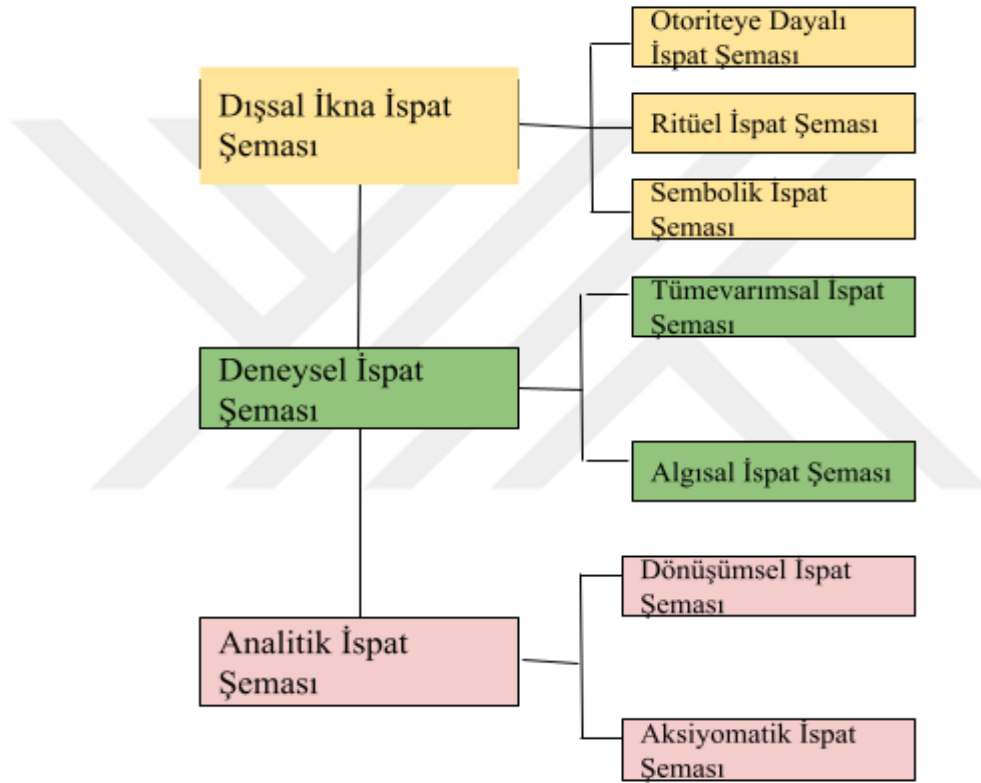 Dışsal İkna İspat
Şeması
Otoriteye Dayalı
İspat Şeması
Ritüel İspat Şeması
Sembolik İspat
Şeması
Deneysel İspat
Şeması
Tümevarımsal İspat
Şeması
Algısal İspat Şeması
Analitik İspat
Şeması
Dönüşümsel İspat
Şeması
Aksiyomatik İspat
Şeması